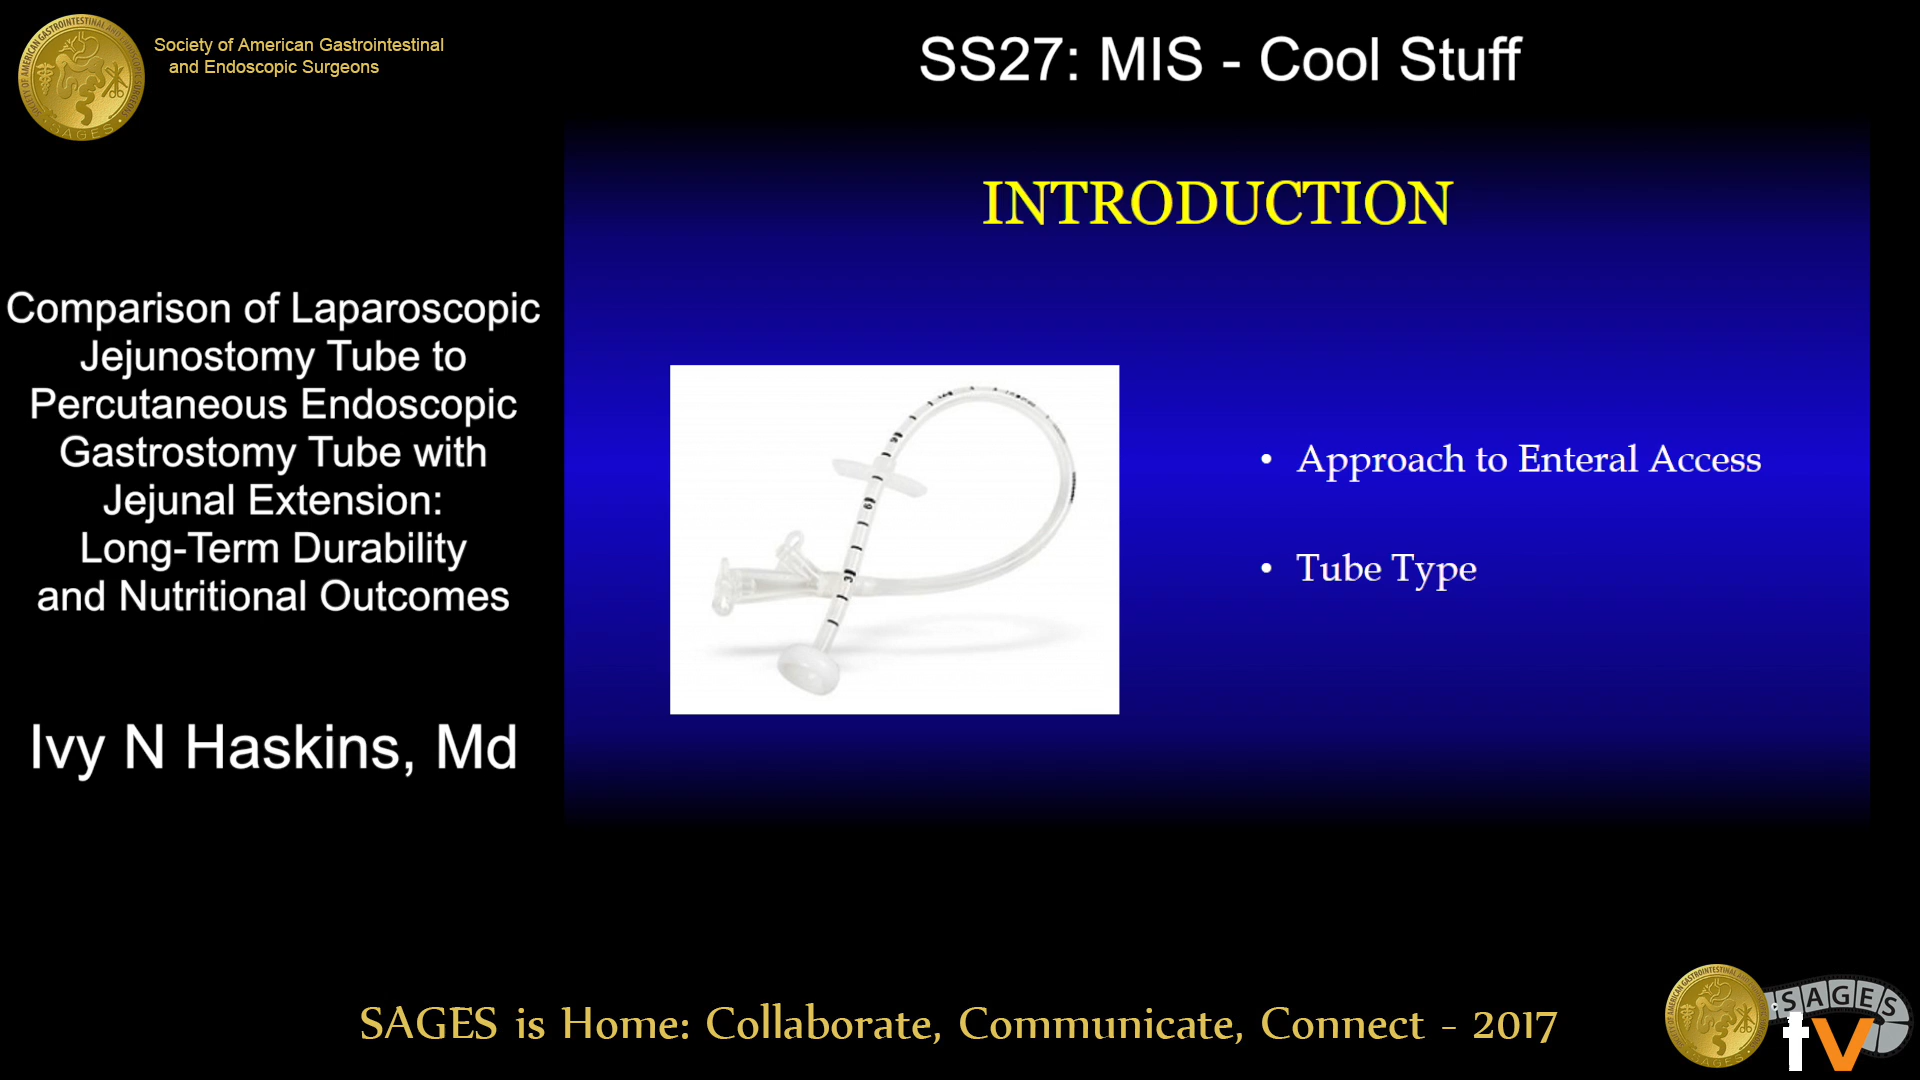 Society of American Gastrointestinal
and Endoscopic Surgeons
SAGES
SS27: MIS - Cool Stuff
INTRODUCTION
Comparison of Laparoscopic
Jejunostomy Tube to
Percutaneous Endoscopic
Gastrostomy Tube with
Jejunal Extension:
Long-Term Durability
and Nutritional Outcomes
Ivy N Haskins, Md
• Approach to Enteral Access
• Tube Type
SAGES is Home: Collaborate, Communicate, Connect - 2017
SAGES
tv